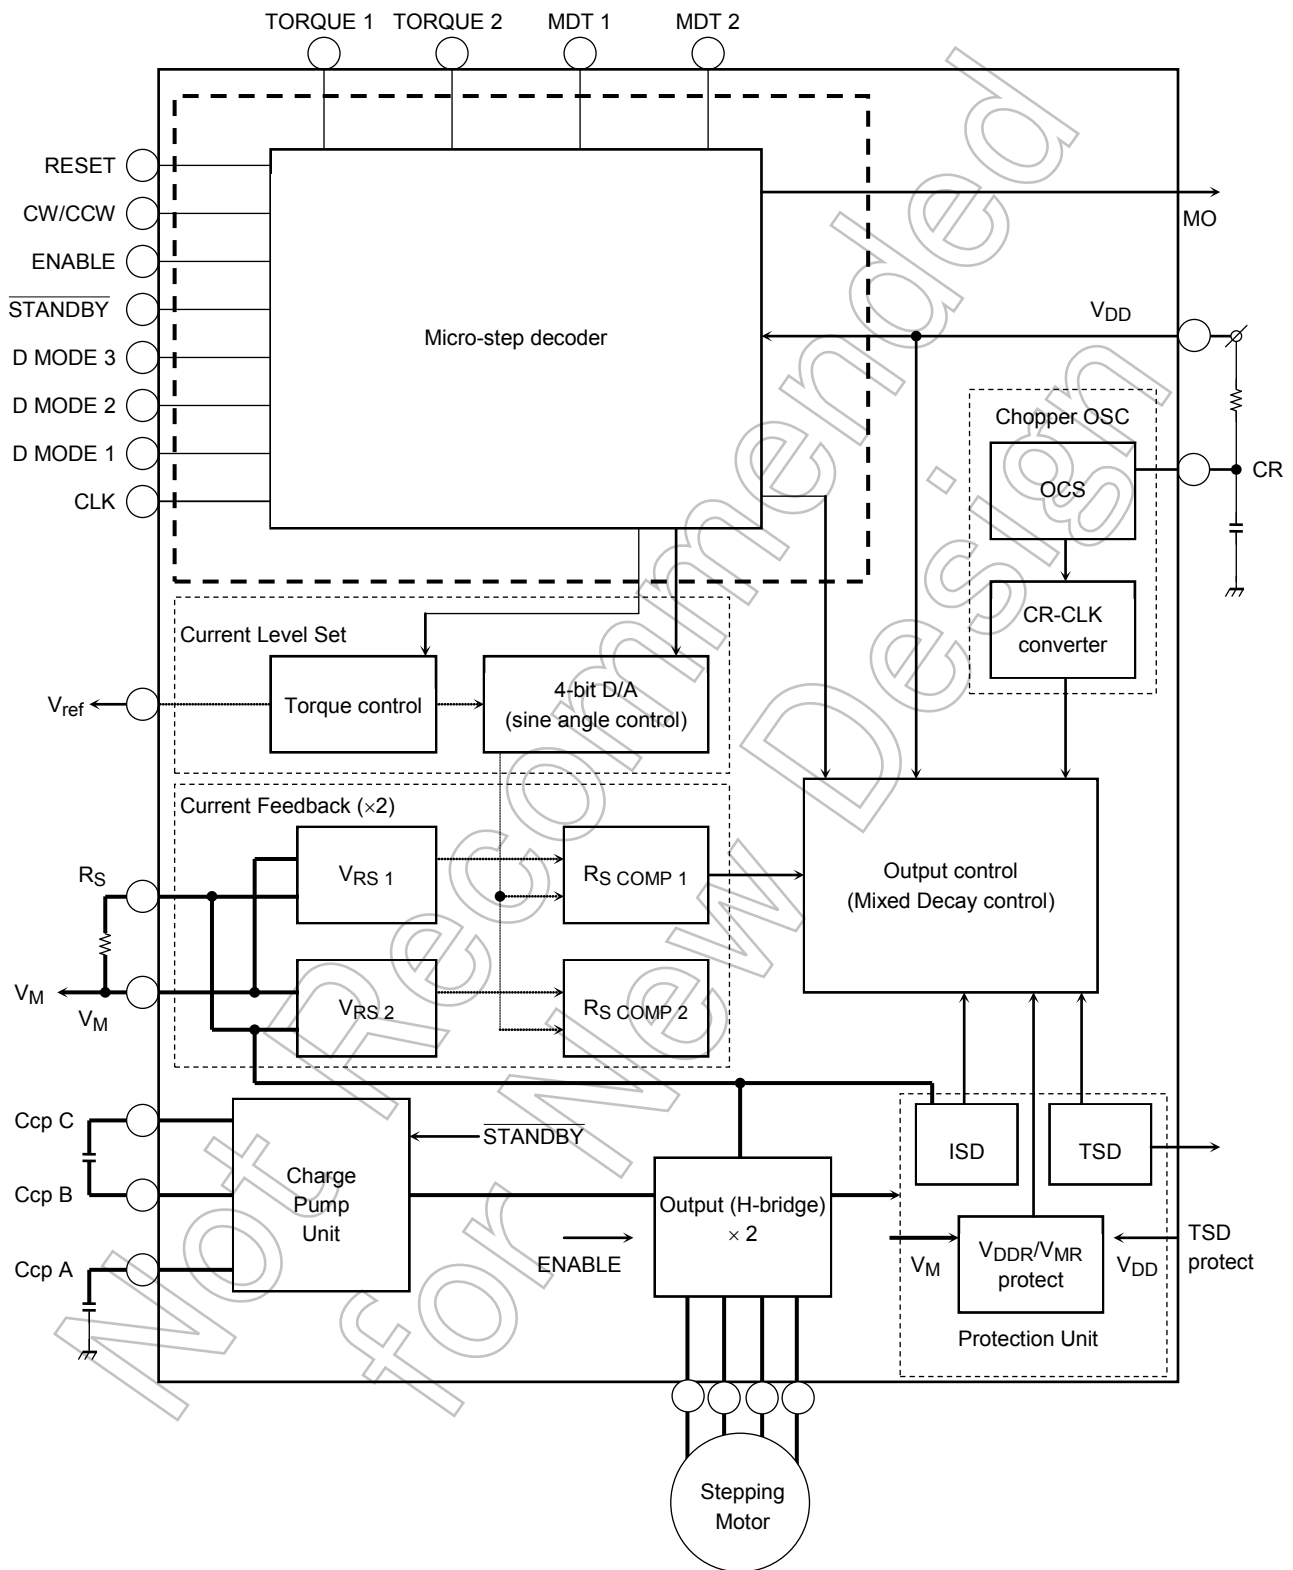 TORQUE 1
TORQUE 2
MDT 1
MDT 2
RESET
CW/CCW
ENABLE
STANDBY
D MODE 3
D MODE 2
D MODE 1
CLK
Micro-step decoder
MO
VDD
Chopper OSC
OCS
CR
CR-CLK
converter
Current Level Set
Vref
Torque control
4-bit D/A
(sine angle control)
Current Feedback (×2)
RS
VRS 1
RS COMP 1
Output control
(Mixed Decay control)
VM
VM
VRS 2
RS COMP 2
Ccp C
Ccp B
Ccp A
Charge
Pump
Unit
STANDBY
ENABLE
Output (H-bridge)
× 2
ISD
TSD
VM
VDDR/VMR
protect
VDD
TSD
protect
Protection Unit
Stepping
Motor
Not Recommended
for New Design